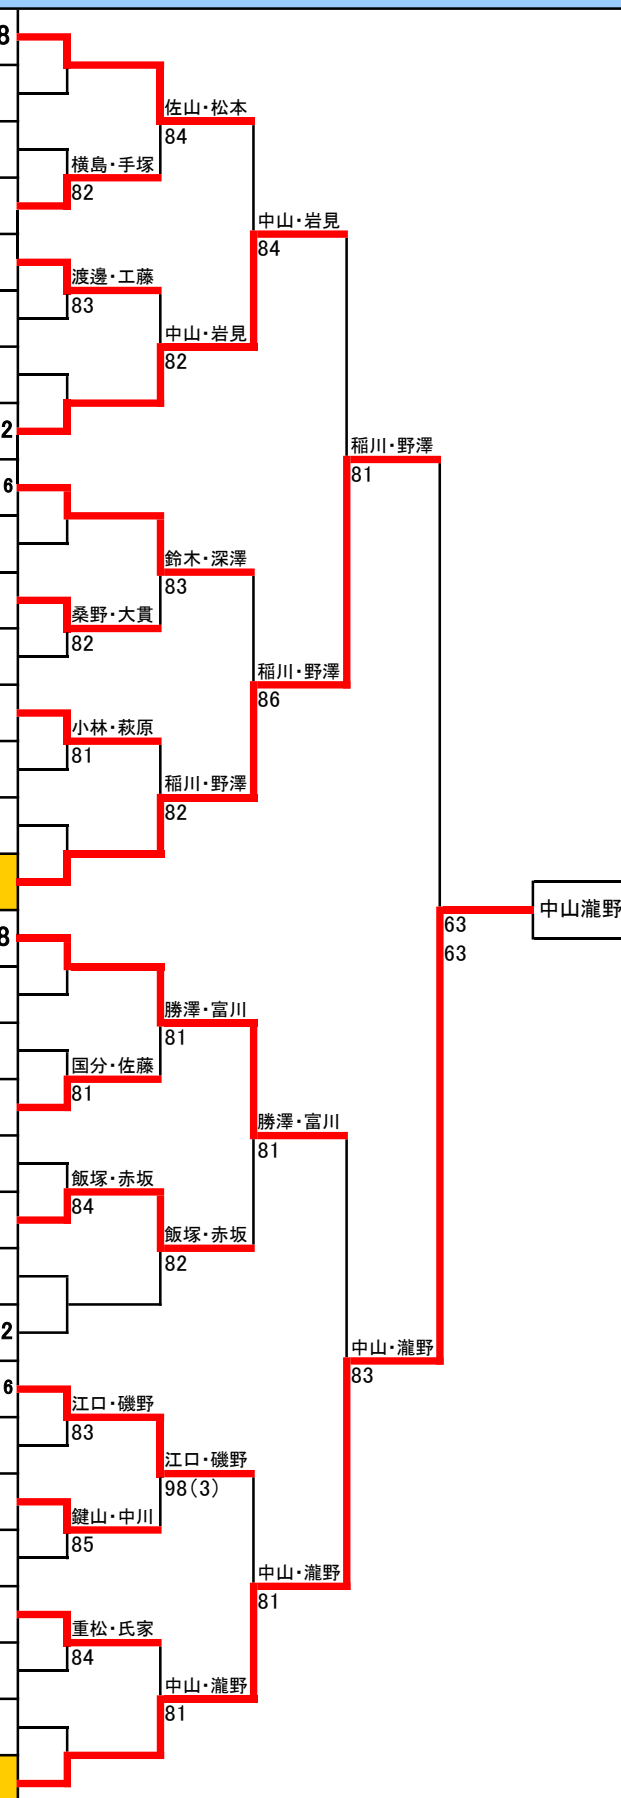 8
佐山・松本
84
横島・手塚
82
中山・岩見
84
渡邊・工藤
83
中山・岩見
82
2
稲川・野澤
81
6
鈴木・深澤
83
桑野・大貫
82
稲川・野澤
86
小林・萩原
81
稲川・野澤
82
中山瀧野
63
8
63
勝澤・富川
81
国分・佐藤
81
勝澤・富川
81
飯塚・赤坂
84
飯塚・赤坂
82
2
中山・瀧野
83
6
江口・磯野
83
江口・磯野
98(3)
鍵山・中川
85
中山・瀧野
81
重松・氏家
84
中山・瀧野
81